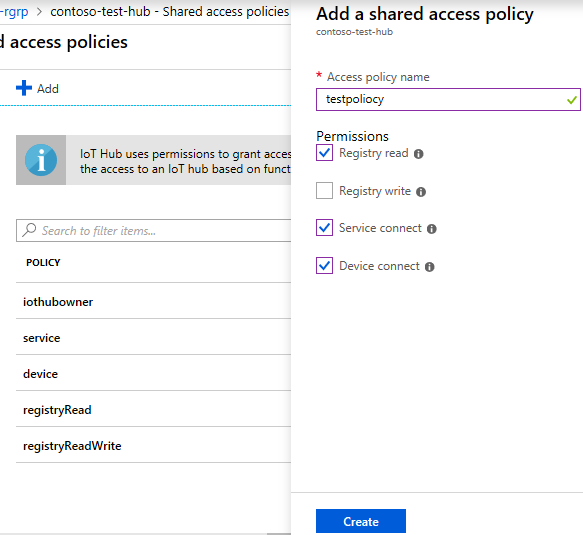 -rgrp > contoso-test-hub - Shared access policies
d access policies
+ Add
IoT Hub uses permissions to grant acces
the access to an IoT hub based on funct
Search to filter items...
POLICY
iothubowner
service
device
registryRead
registryReadWrite
Add a shared access policy
contoso-test-hub
* Access policy name
testpoliocy
Permissions
Registry read
Registry write
Service connect
Device connect
Create